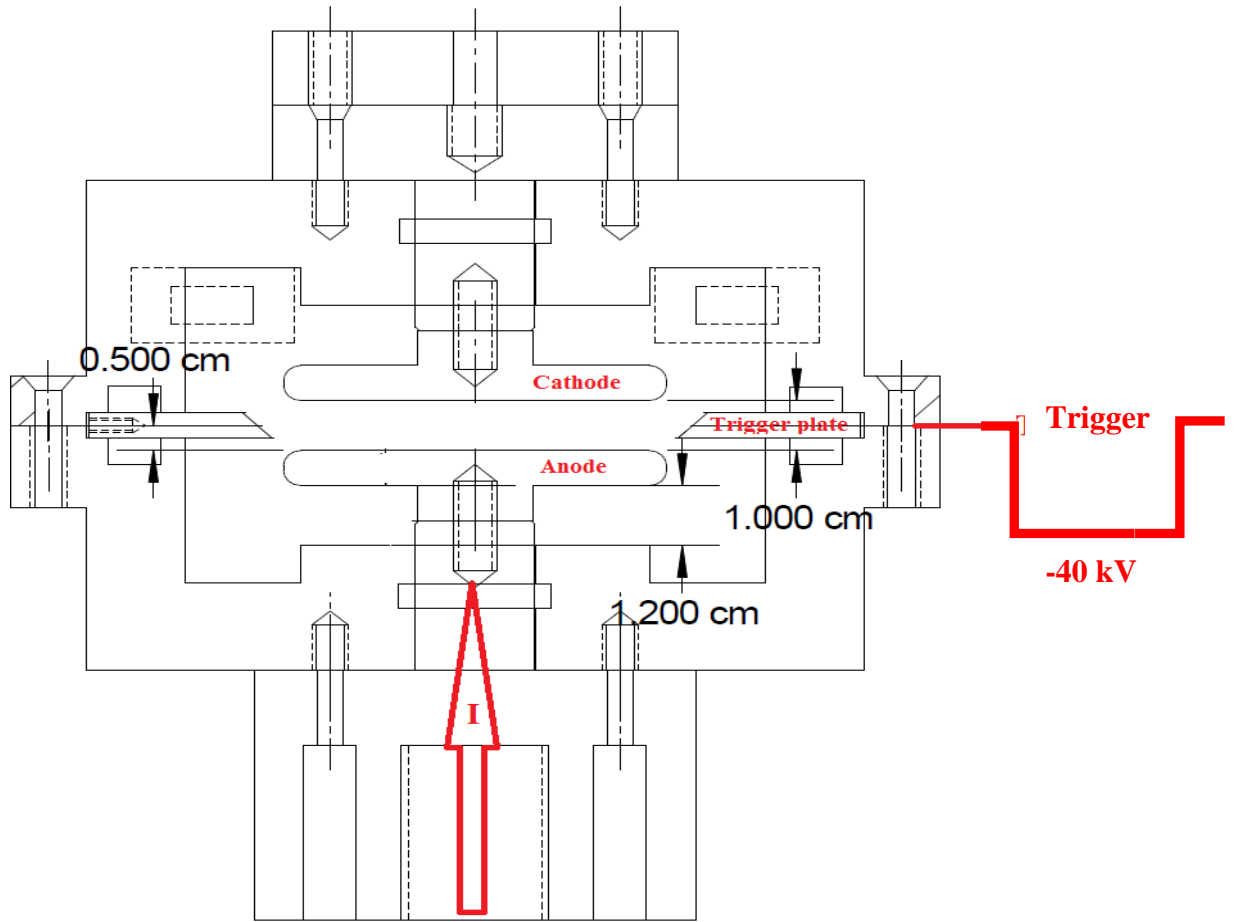 0.500 cm
Cathode
Trigger plate
Trigger
Anode
1.000 cm
-40 kV
1.200 cm
I